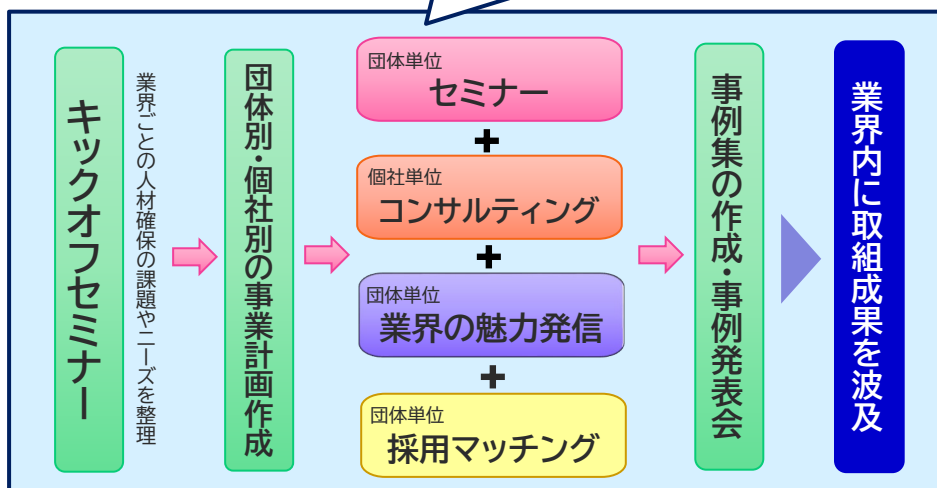 キックオフセミナー
業界ごとの人材確保の課題やニーズを整理
団体別・個社別の事業計画作成
団体単位
セミナー
+
個社単位
コンサルティング
+
団体単位
業界の魅力発信
+
団体単位
採用マッチング
事例集の作成・事例発表会
業界内に取組成果を波及